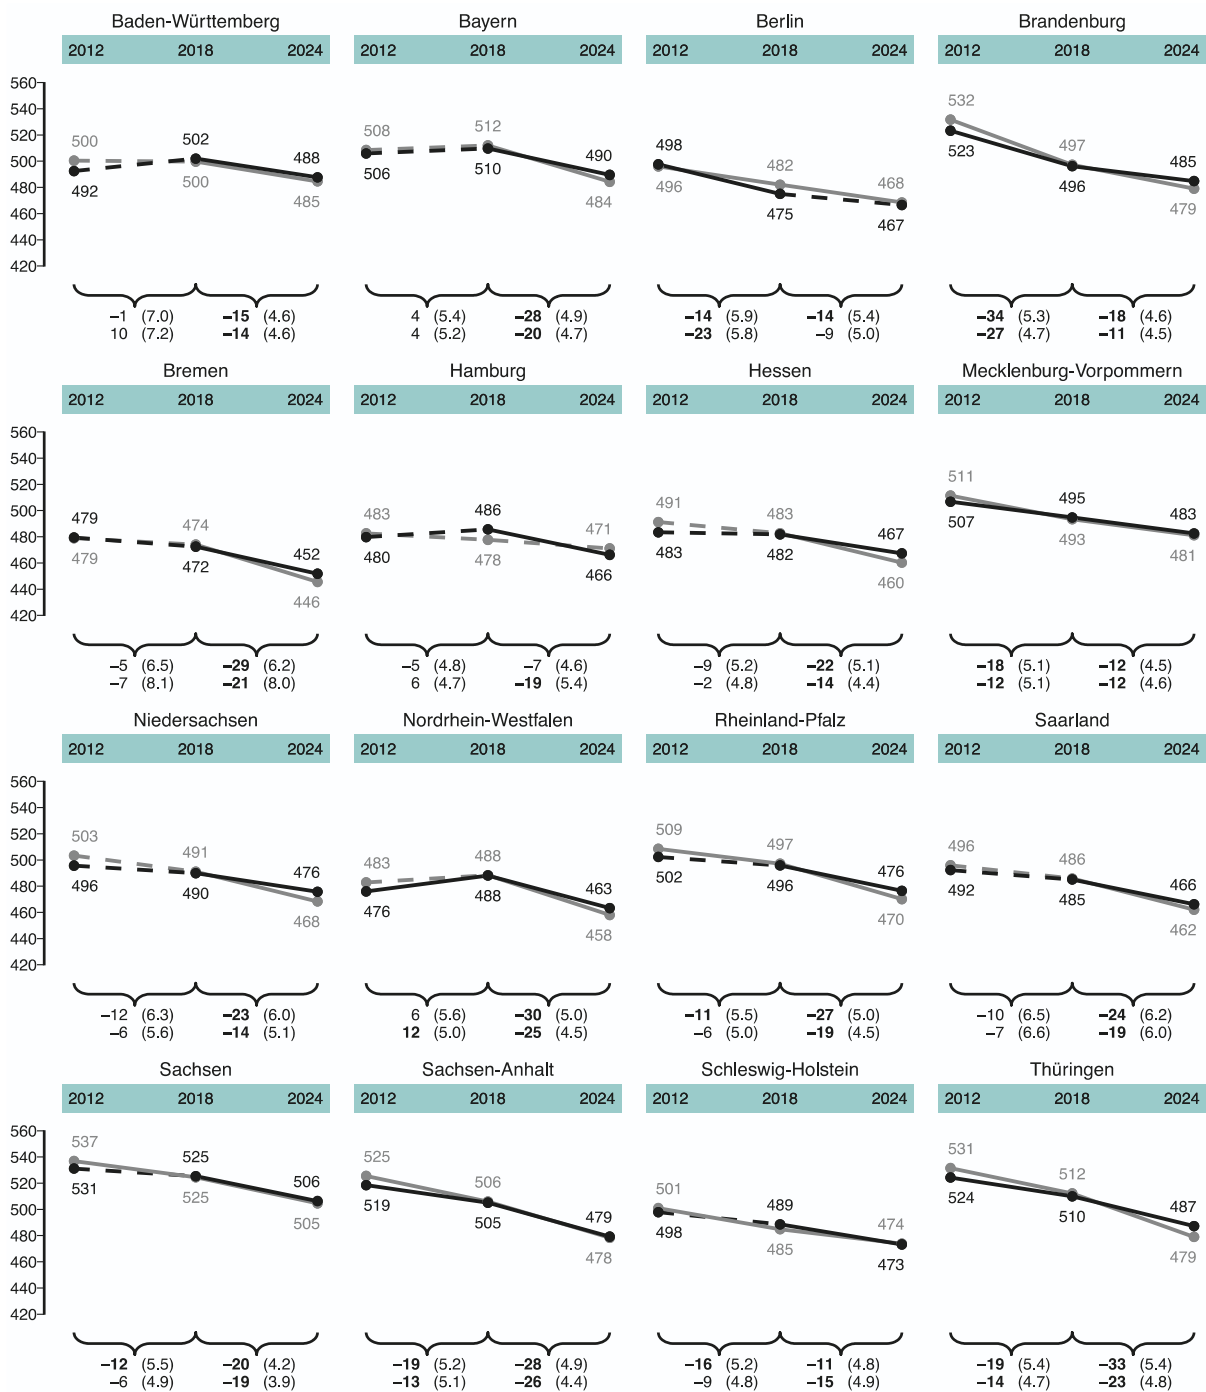 Baden-Württemberg Bayern Berlin Brandenburg
2012 2018 2024 2012 2018 2024 2012 2018 2024 2012 2018 2024
560
540
520
500
480
460
440
420
500 502 488
492 500 485
508 512 490
506 510 484
498 482 468
496 475 467
532 497 485
523 496 479
–1 (7.0) –15 (4.6) 4 (5.4) –28 (4.9) –14 (5.9) –14 (5.4) –34 (5.3) –18 (4.6)
10 (7.2) –14 (4.6) 4 (5.2) –20 (4.7) –23 (5.8) –9 (5.0) –27 (4.7) –11 (4.5)
Bremen Hamburg Hessen Mecklenburg-Vorpommern
2012 2018 2024 2012 2018 2024 2012 2018 2024 2012 2018 2024
560
540
520
500
480
460
440
420
479 474 452
479 472 446
483 486 471
480 478 466
491 483 467
483 482 460
511 495 483
507 493 481
–5 (6.5) –29 (6.2) –5 (4.8) –7 (4.6) –9 (5.2) –22 (5.1) –18 (5.1) –12 (4.5)
–7 (8.1) –21 (8.0) 6 (4.7) –19 (5.4) –2 (4.8) –14 (4.4) –12 (5.1) –12 (4.6)
Niedersachsen Nordrhein-Westfalen Rheinland-Pfalz Saarland
2012 2018 2024 2012 2018 2024 2012 2018 2024 2012 2018 2024
560
540
520
500
480
460
440
420
503 491 476
496 490 468
483 488 463
476 488 458
509 497 476
502 496 470
496 486 466
492 485 462
–12 (6.3) –23 (6.0) 6 (5.6) –30 (5.0) –11 (5.5) –27 (5.0) –10 (6.5) –24 (6.2)
–6 (5.6) –14 (5.1) 12 (5.0) –25 (4.5) –6 (5.0) –19 (4.5) –7 (6.6) –19 (6.0)
Sachsen Sachsen-Anhalt Schleswig-Holstein Thüringen
2012 2018 2024 2012 2018 2024 2012 2018 2024 2012 2018 2024
560
540
520
500
480
460
440
420
537 525 506
531 525 505
525 506 479
519 505 478
501 489 474
498 485 473
531 512 487
524 510 479
–12 (5.5) –20 (4.2) –19 (5.2) –28 (4.9) –16 (5.2) –11 (4.8) –19 (5.4) –33 (5.4)
–6 (4.9) –19 (3.9) –13 (5.1) –26 (4.4) –9 (4.8) –15 (4.9) –14 (4.7) –23 (4.8)